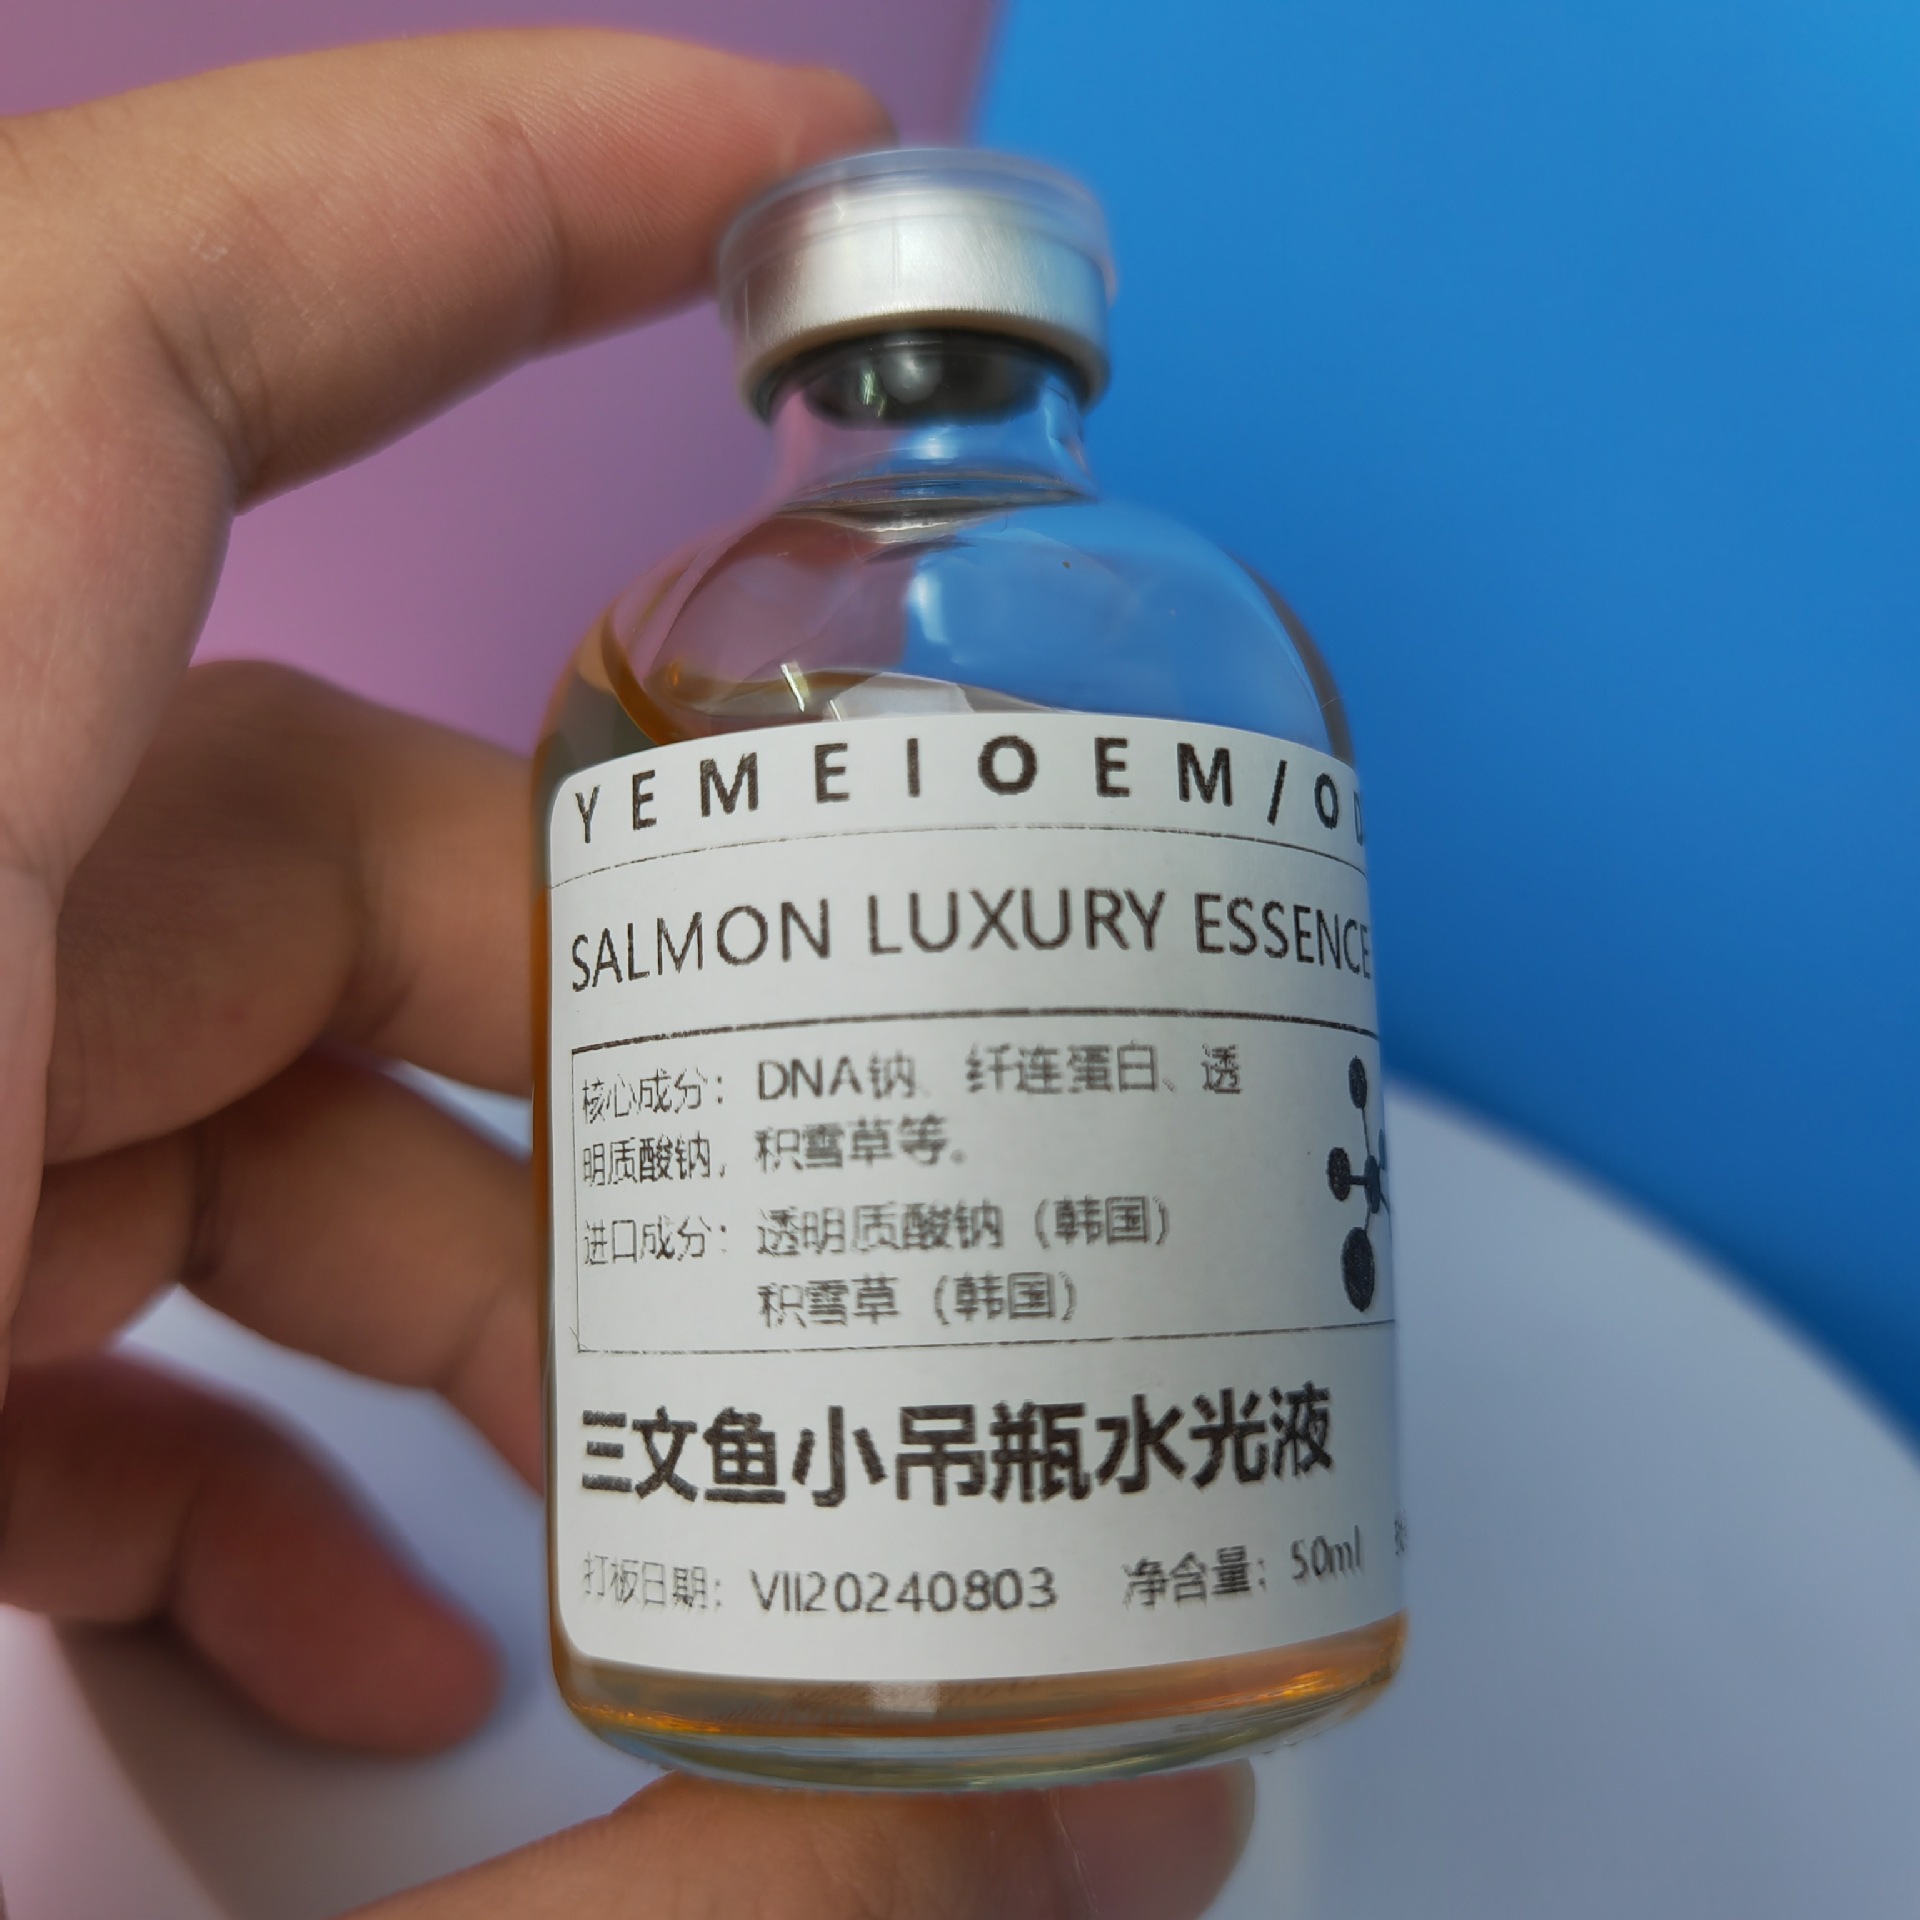 YEMEIOEM/OD
SALMON LUXURY ESSENCE
核心成分：DNA钠、纤连蛋白、透
明质酸钠，积雪草等。
进口成分：透明质酸钠（韩国）
积雪草（韩国）
三文鱼小吊瓶水光液
打板日期：VII20240803 净含量：50ml